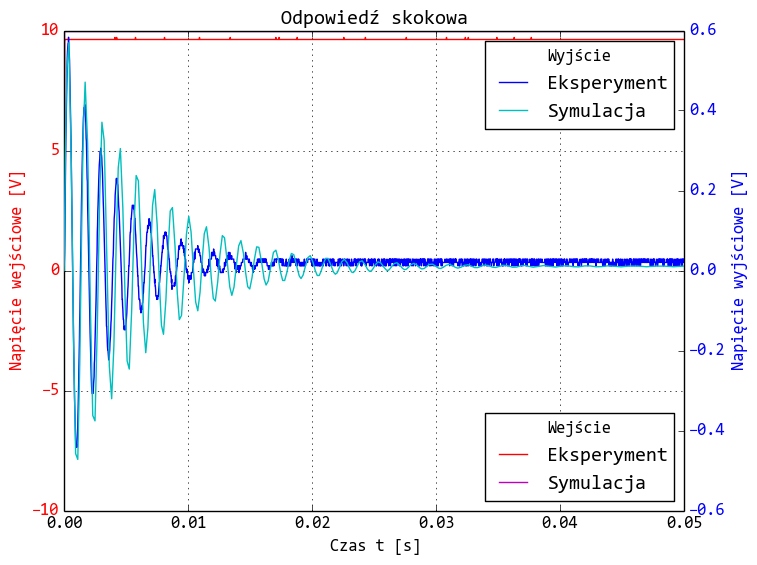 Odpowiedź skokowa
10
5
0
−5
−10
Napięcie wejściowe [V]
Wyjście
Eksperyment
Symulacja
Wejście
Eksperyment
Symulacja
0.6
0.4
0.2
0.0
−0.2
−0.4
−0.6
Napięcie wyjściowe [V]
0.00 0.01 0.02 0.03 0.04 0.05
Czas t [s]